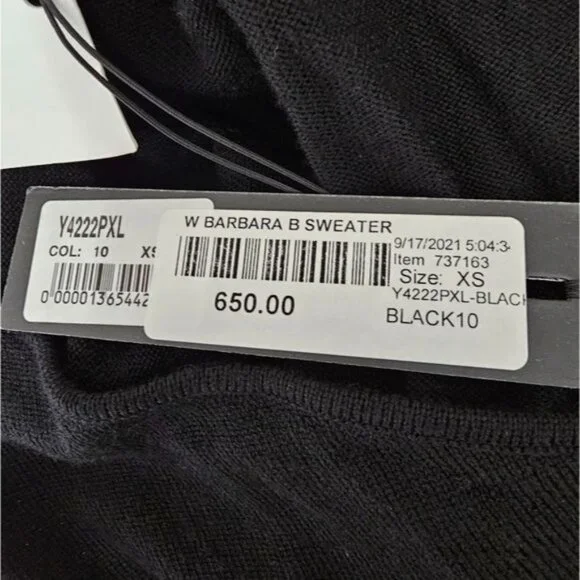 Y4222PXL
COL: 10 XS
0 00001365442
W BARBARA B SWEATER
9/17/2021 5:04:3
Item 737163
Size: XS
Y4222PXL-BLACK
650.00
BLACK10